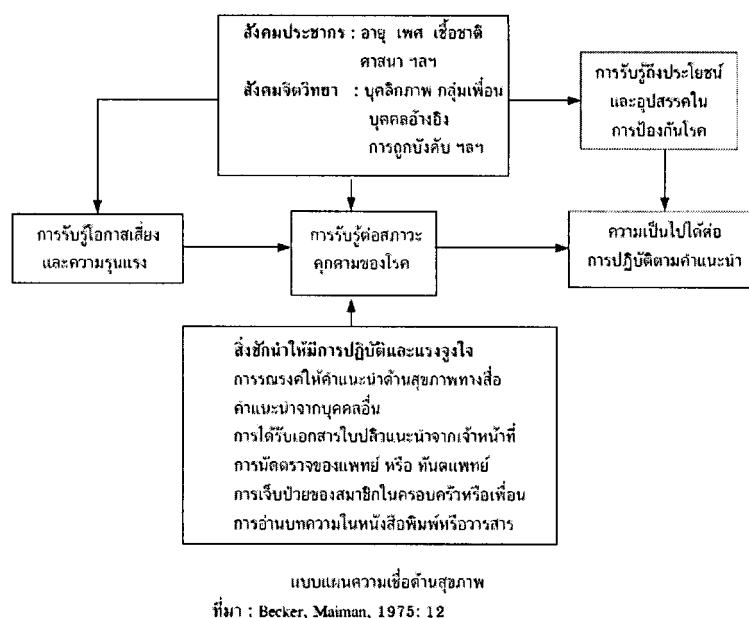 สังคมประชากร : อายุ เพศ เชื้อชาติ
ศาสนา ฯลฯ
สังคมจิตวิทยา : บุคลิกภาพ กลุ่มเพื่อน
บุคคลอ้างอิง
การถูกบังคับ ฯลฯ
การรับรู้ถึงประโยชน์
และอุปสรรคใน
การป้องกันโรค
การรับรู้โอกาสเสี่ยง
และความรุนแรง
การรับรู้ต่อสภาวะ
คุกคามของโรค
ความเป็นไปได้ต่อ
การปฏิบัติตามคำแนะนำ
สิ่งชักนำให้มีการปฏิบัติและแรงจูงใจ
การรณรงค์ให้คำแนะนำด้านสุขภาพทางสื่อ
คำแนะนำจากบุคคลอื่น
การได้รับเอกสารใบปลิวแนะนำจากเจ้าหน้าที่
การนัดตรวจของแพทย์ หรือ ทันตแพทย์
การเจ็บป่วยของสมาชิกในครอบครัวหรือเพื่อน
การอ่านบทความในหนังสือพิมพ์หรือวารสาร
แบบแผนความเชื่อด้านสุขภาพ
ที่มา : Becker, Maiman, 1975: 12